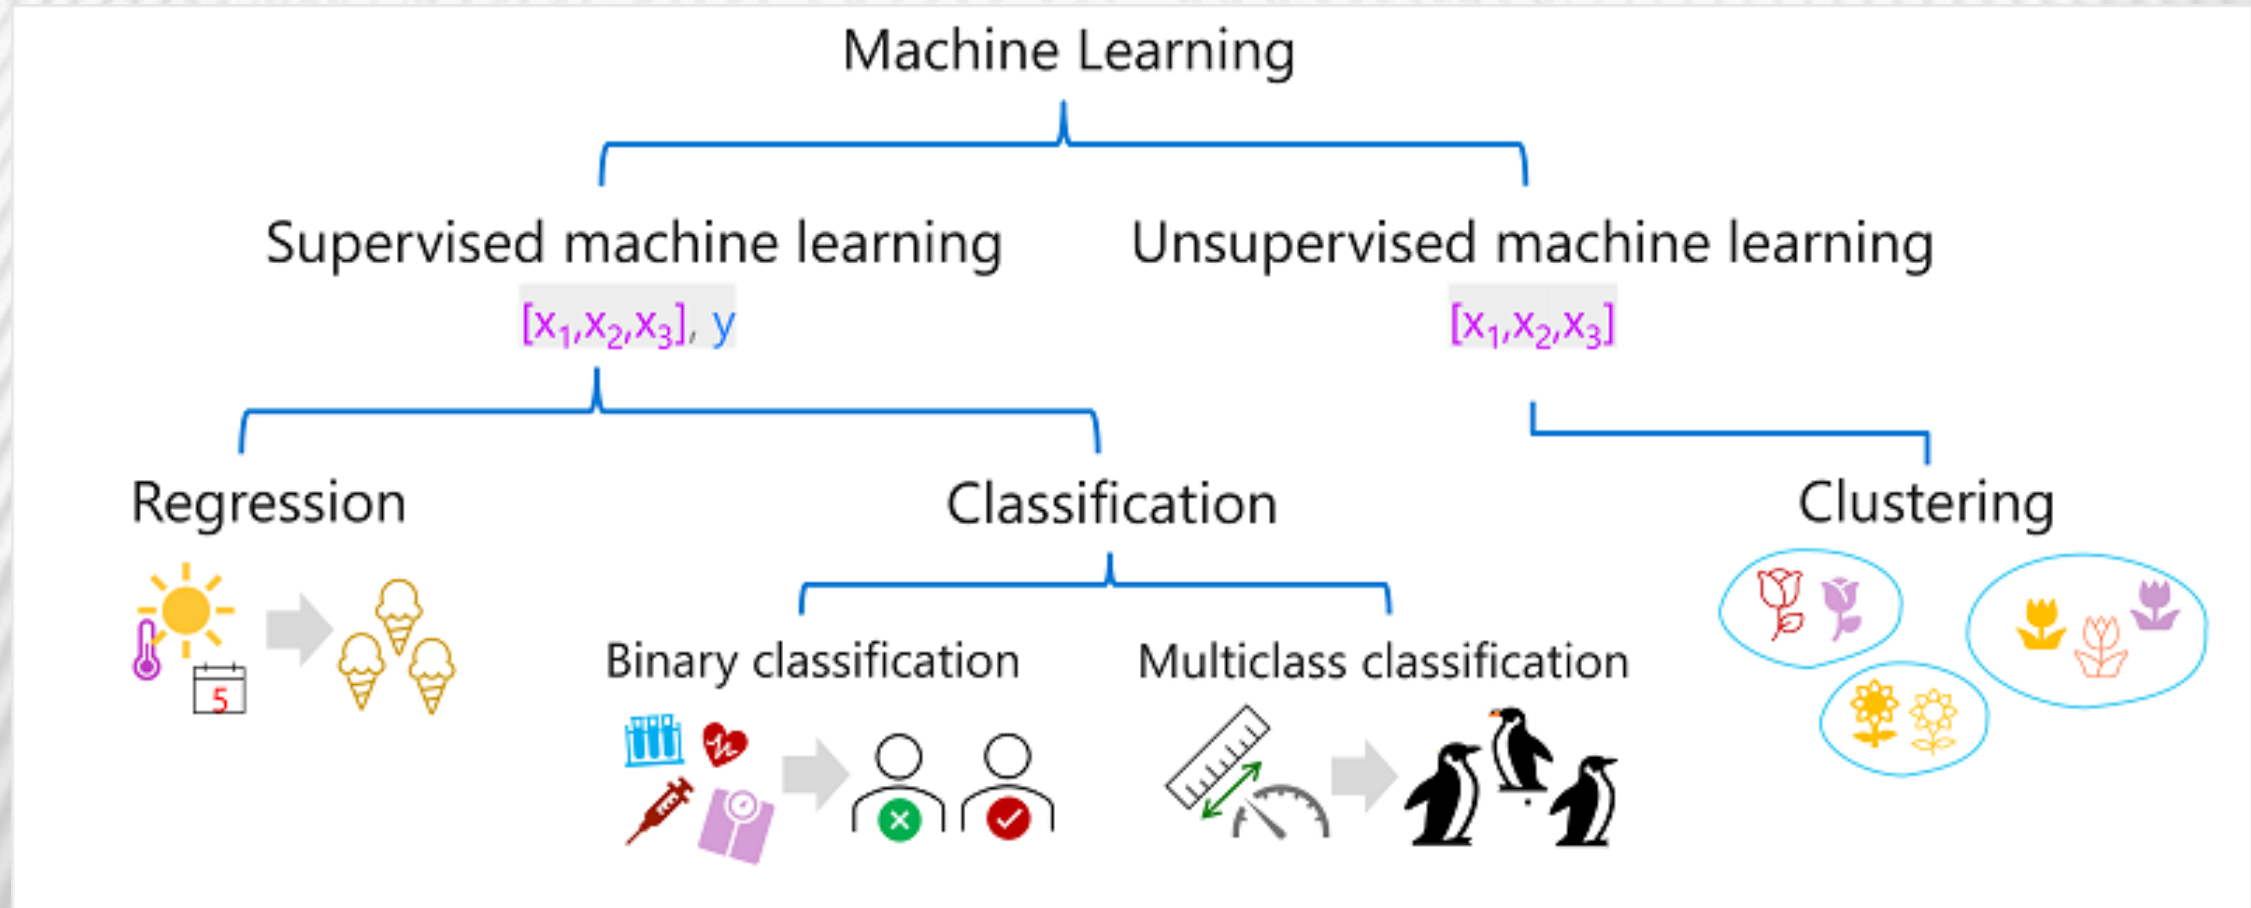 Machine Learning
Supervised machine learning
Unsupervised machine learning
[x₁,x₂,x₃], y
[x₁,x₂,x₃]
Regression
Classification
Clustering
5
Binary classification
Multiclass classification